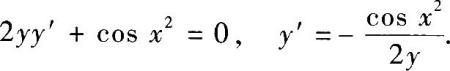 2yy′ + cos x² = 0, y′ = − cos x² / 2y.